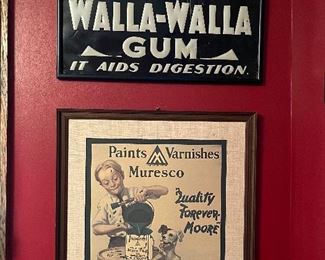 WALLA-WALLA
GUM
IT AIDS DIGESTION.
Paints Varnishes
Muresco
"Quality
Forever-
MOORE"